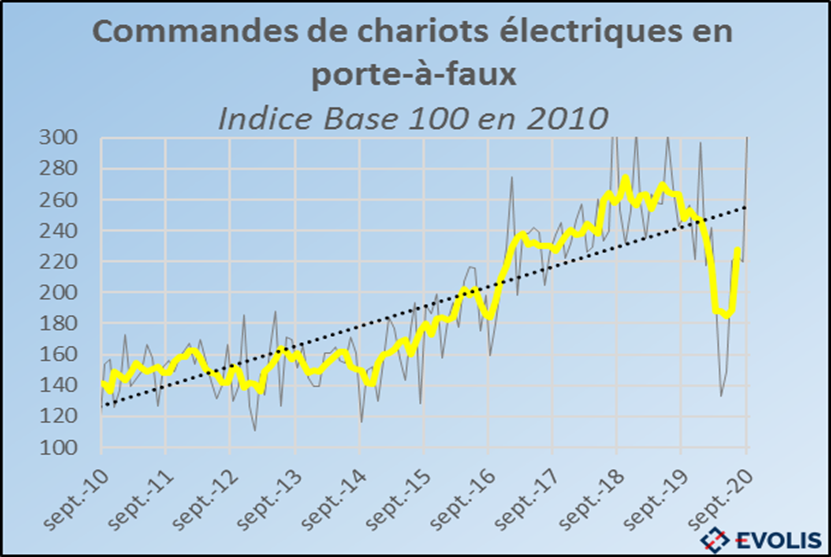 Commandes de chariots électriques en
porte-à-faux
Indice Base 100 en 2010
300
280
260
240
220
200
180
160
140
120
100
sept.-10
sept.-11
sept.-12
sept.-13
sept.-14
sept.-15
sept.-16
sept.-17
sept.-18
sept.-19
sept.-20
EVOLIS